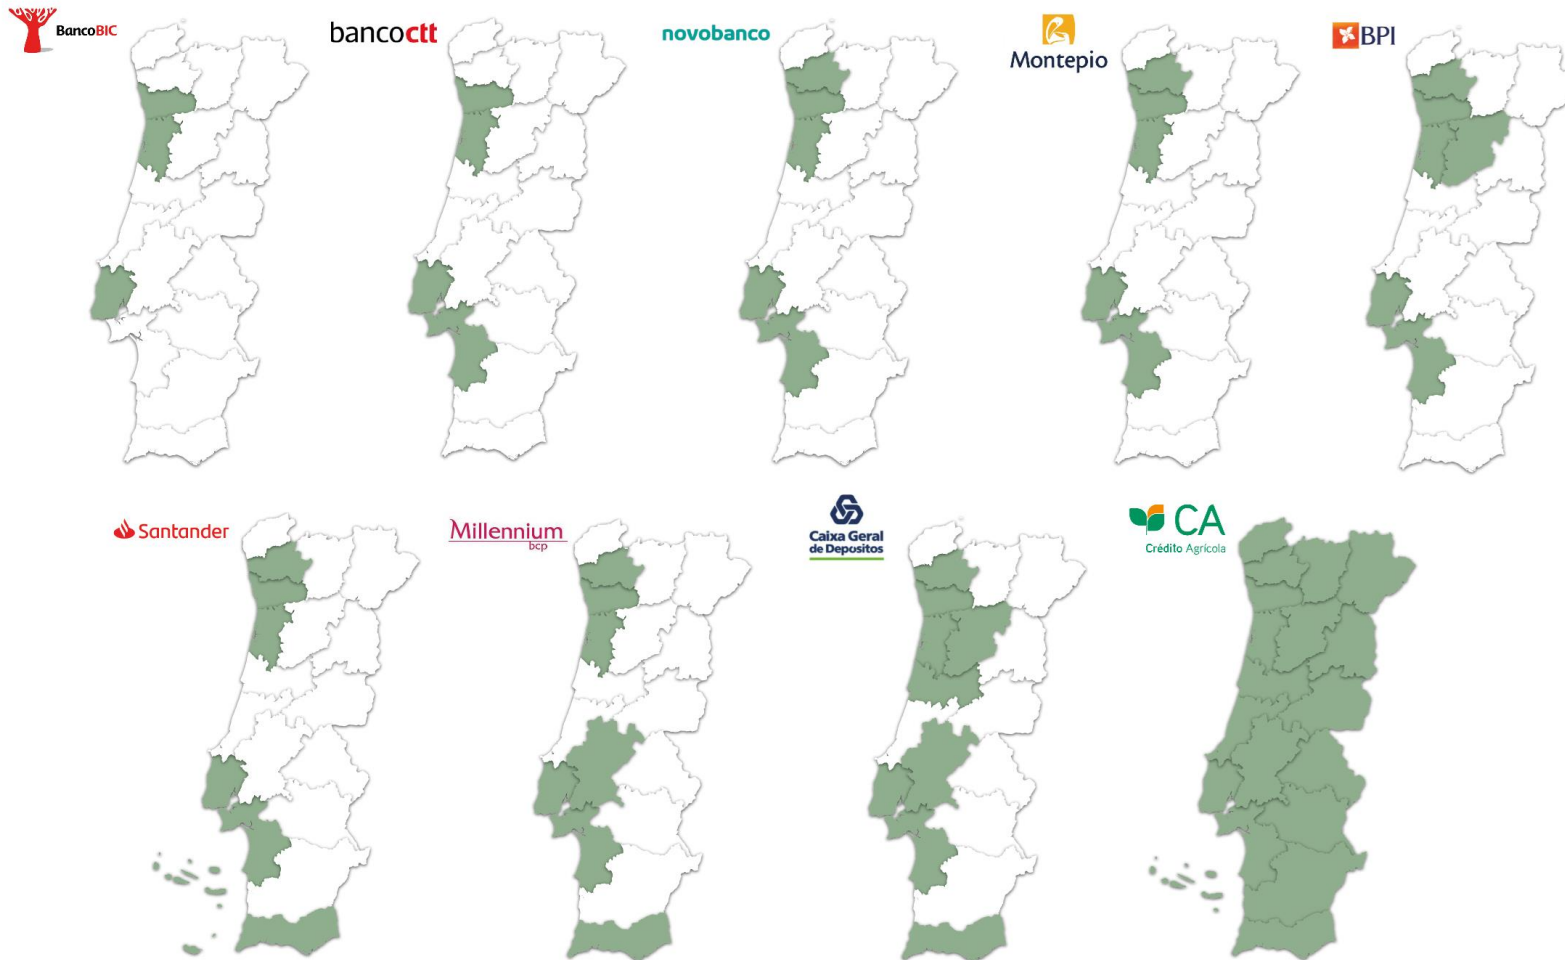 BancoBIC
bancoctt
novobanco
Montepio
BPI
Santander
Millennium
bcp
Caixa Geral
de Depositos
CA
Crédito Agrícola